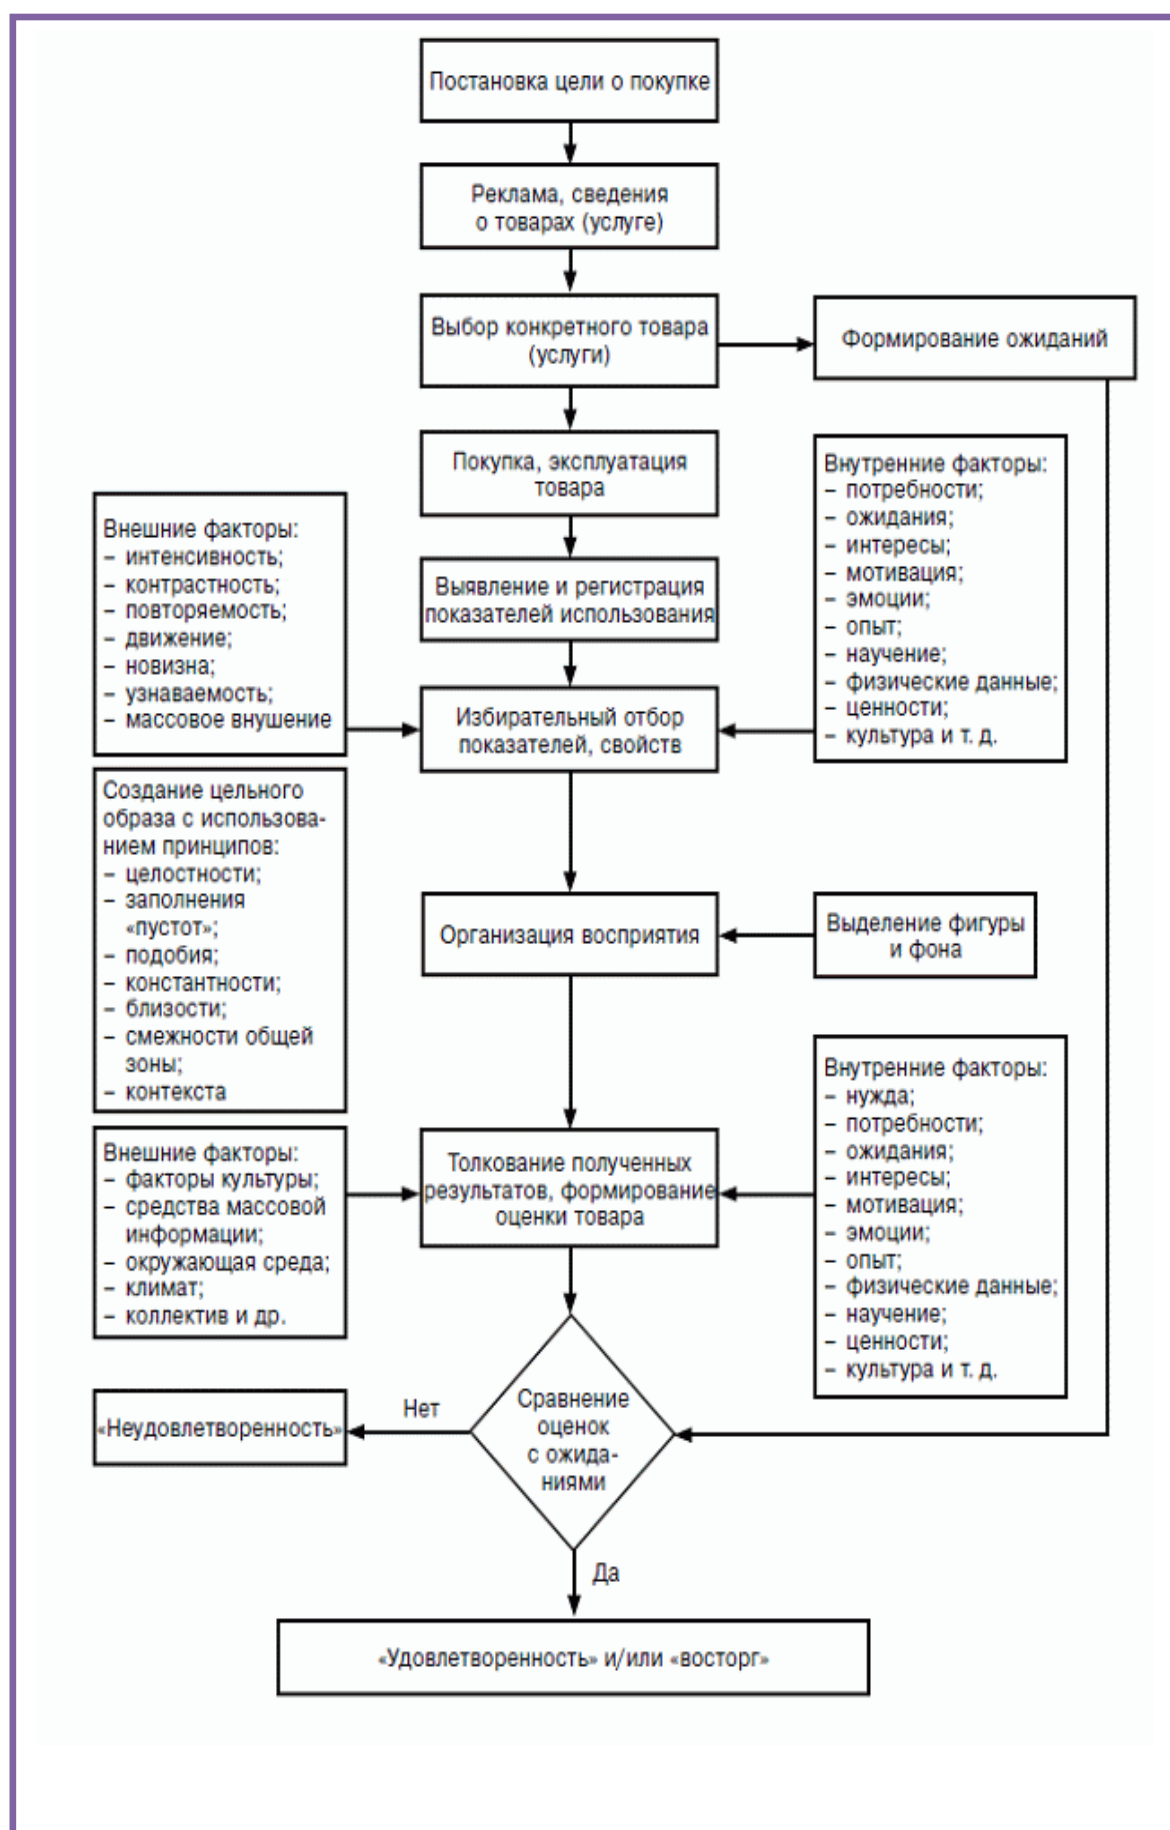 Постановка цели о покупке
Реклама, сведения
о товарах (услуге)
Выбор конкретного товара
(услуги)
Формирование ожиданий
Покупка, эксплуатация
товара
Внутренние факторы:
– потребности;
– ожидания;
– интересы;
– мотивация;
– эмоции;
– опыт;
– научение;
– физические данные;
– ценности;
– культура и т. д.
Внешние факторы:
– интенсивность;
– контрастность;
– повторяемость;
– движение;
– новизна;
– узнаваемость;
– массовое внушение
Выявление и регистрация
показателей использования
Избирательный отбор
показателей, свойств
Создание цельного
образа с использова-
нием принципов:
– целостности;
– заполнения
«пустот»;
– подобия;
– константности;
– близости;
– смежности общей
зоны;
– контекста
Организация восприятия
Выделение фигуры
и фона
Внешние факторы:
– факторы культуры;
– средства массовой
информации;
– окружающая среда;
– климат;
– коллектив и др.
Толкование полученных
результатов, формирование
оценки товара
Внутренние факторы:
– нужда;
– потребности;
– ожидания;
– интересы;
– мотивация;
– эмоции;
– опыт;
– физические данные;
– научение;
– ценности;
– культура и т. д.
Сравнение
оценок
с ожида-
ниями
Нет
«Неудовлетворенность»
Да
«Удовлетворенность» и/или «восторг»